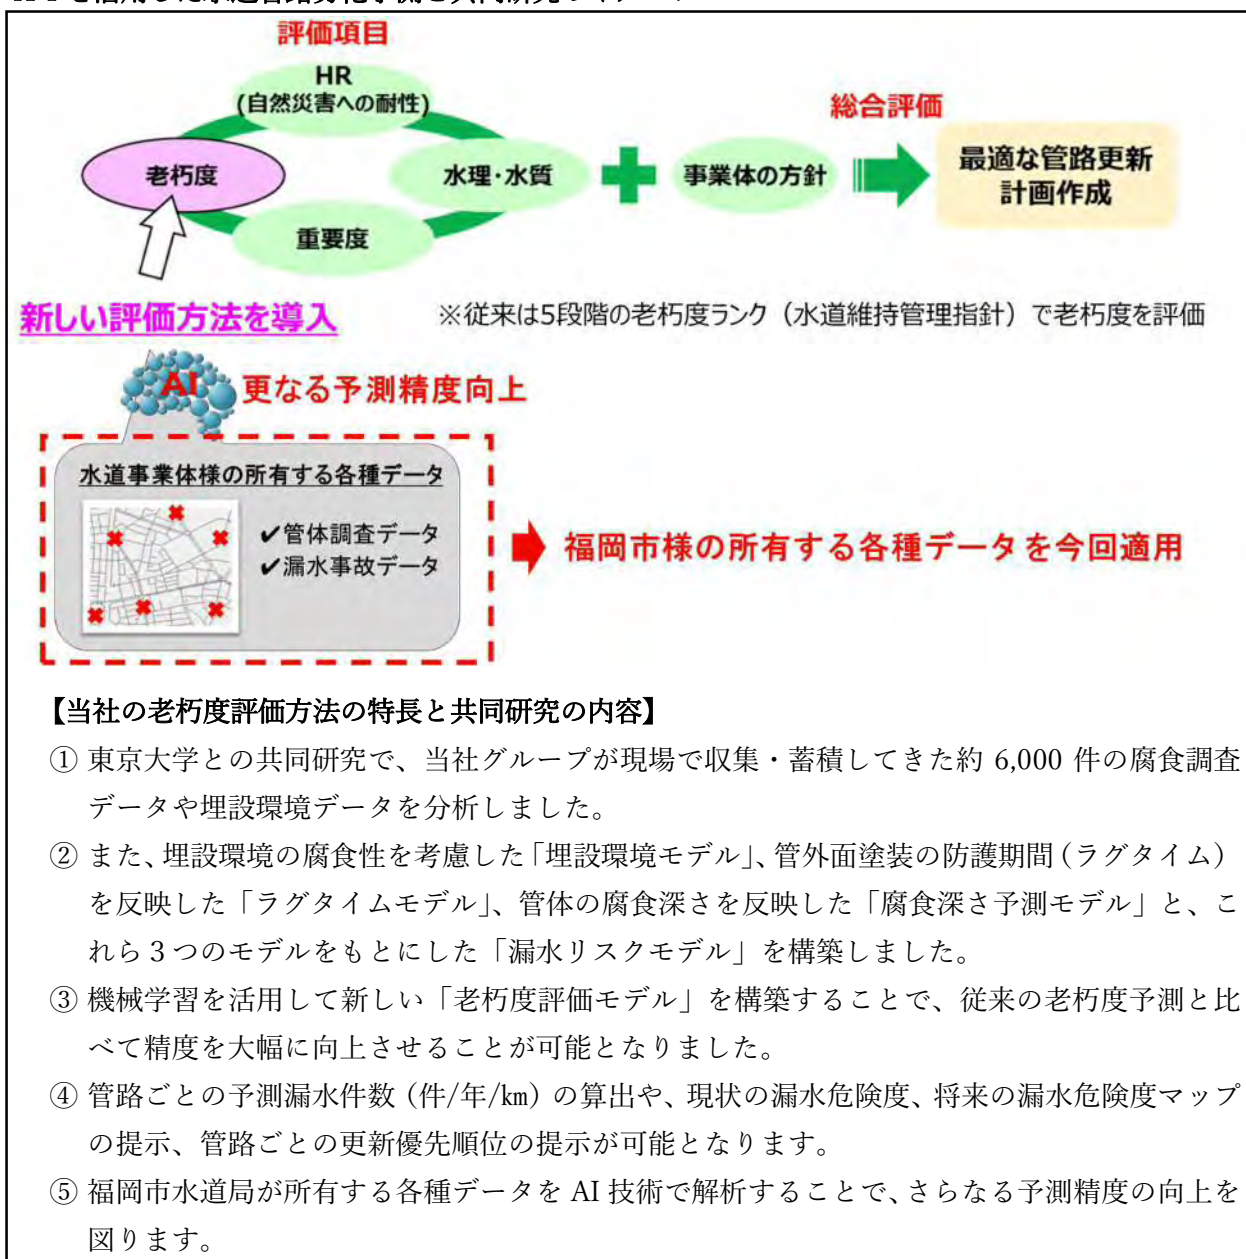 評価項目
HR
(自然災害への耐性)
総合評価
老朽度
水理・水質
事業体の方針
最適な管路更新
計画作成
重要度
新しい評価方法を導入
※従来は5段階の老朽度ランク（水道維持管理指針）で老朽度を評価
AI
更なる予測精度向上
水道事業体様の所有する各種データ
✔管体調査データ
✔漏水事故データ
福岡市様の所有する各種データを今回適用
【当社の老朽度評価方法の特長と共同研究の内容】
① 東京大学との共同研究で、当社グループが現場で収集・蓄積してきた約 6,000 件の腐食調査
データや埋設環境データを分析しました。
② また、埋設環境の腐食性を考慮した「埋設環境モデル」、管外面塗装の防護期間（ラグタイム）
を反映した「ラグタイムモデル」、管体の腐食深さを反映した「腐食深さ予測モデル」と、こ
れら３つのモデルをもとにした「漏水リスクモデル」を構築しました。
③ 機械学習を活用して新しい「老朽度評価モデル」を構築することで、従来の老朽度予測と比
べて精度を大幅に向上させることが可能となりました。
④ 管路ごとの予測漏水件数（件/年/㎞）の算出や、現状の漏水危険度、将来の漏水危険度マップ
の提示、管路ごとの更新優先順位の提示が可能となります。
⑤ 福岡市水道局が所有する各種データを AI 技術で解析することで、さらなる予測精度の向上を
図ります。